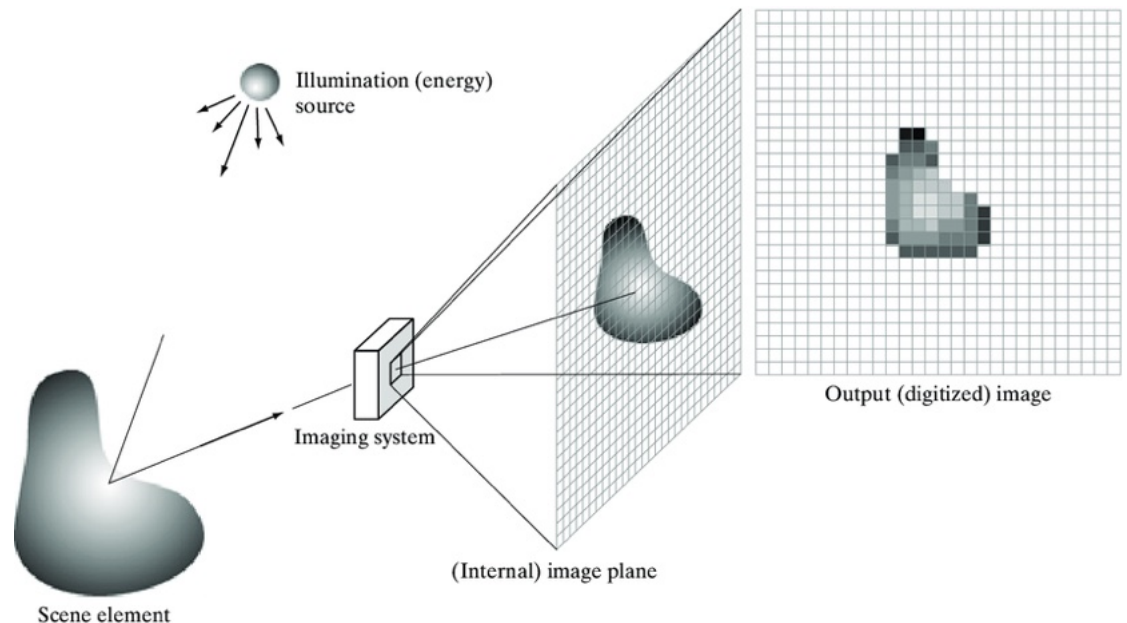 Illumination (energy)
source
Output (digitized) image
Imaging system
(Internal) image plane
Scene element